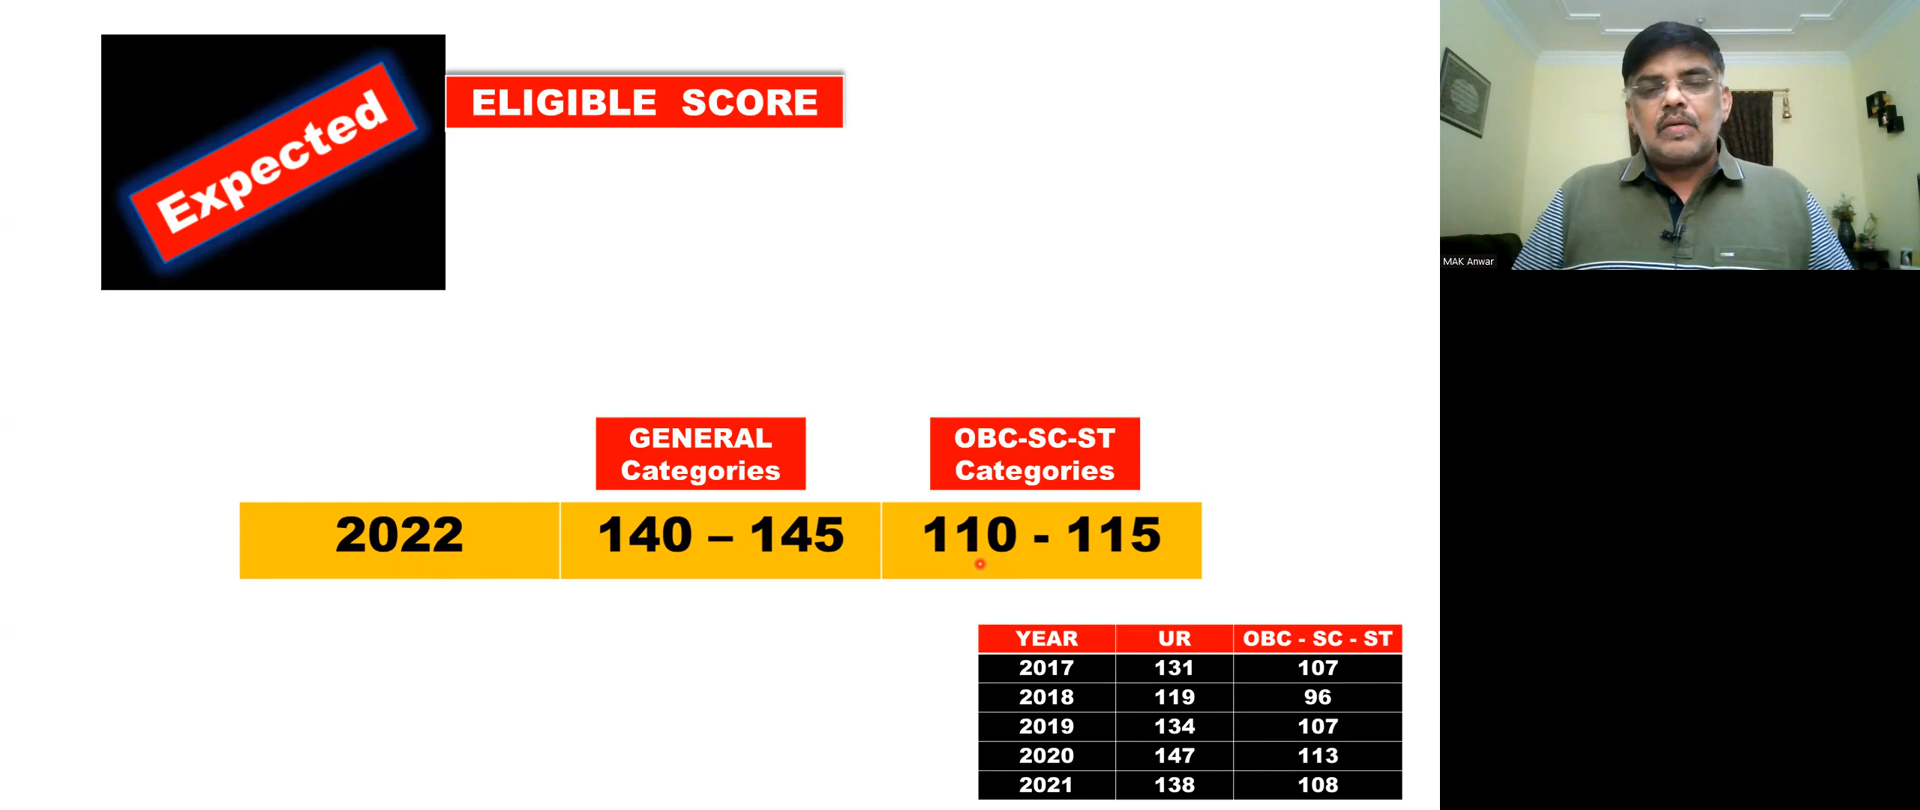 Expected
ELIGIBLE SCORE
MAK Anwar
GENERAL
Categories
OBC-SC-ST
Categories
2022 140 – 145 110 - 115
YEAR UR OBC - SC - ST
2017 131 107
2018 119 96
2019 134 107
2020 147 113
2021 138 108